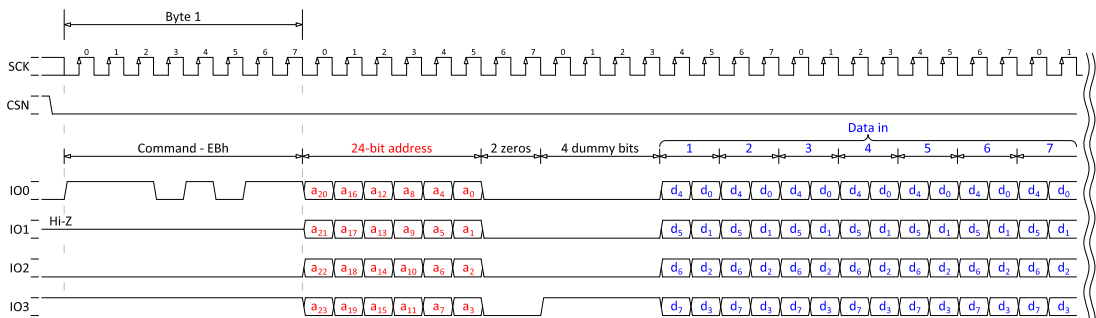 Byte 1
0 1 2 3 4 5 6 7 0 1 2 3 4 5 6 7 0 1 2 3 4 5 6 7 0 1 2 3 4 5 6 7 0 1
SCK
CSN
Data in
Command - EBh 24-bit address 2 zeros 4 dummy bits 1 2 3 4 5 6 7
IO0 a20 a16 a12 a8 a4 a0 d4 d0 d4 d0 d4 d0 d4 d0 d4 d0 d4 d0 d4 d0
Hi-Z
IO1 a21 a17 a13 a9 a5 a1 d5 d1 d5 d1 d5 d1 d5 d1 d5 d1 d5 d1 d5 d1
IO2 a22 a18 a14 a10 a6 a2 d6 d2 d6 d2 d6 d2 d6 d2 d6 d2 d6 d2 d6 d2
IO3 a23 a19 a15 a11 a7 a3 d7 d3 d7 d3 d7 d3 d7 d3 d7 d3 d7 d3 d7 d3